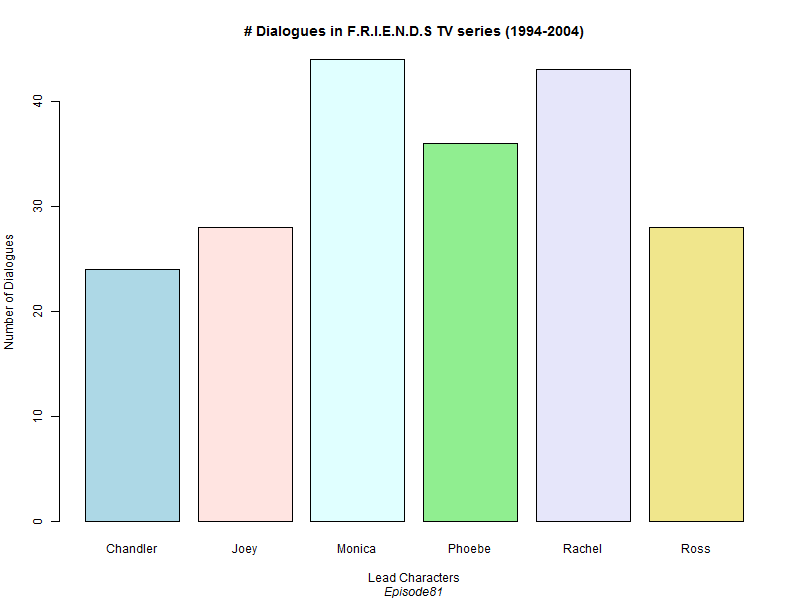 # Dialogues in F.R.I.E.N.D.S TV series (1994-2004)
Number of Dialogues
40
30
20
10
0
Chandler Joey Monica Phoebe Rachel Ross
Lead Characters
Episode81